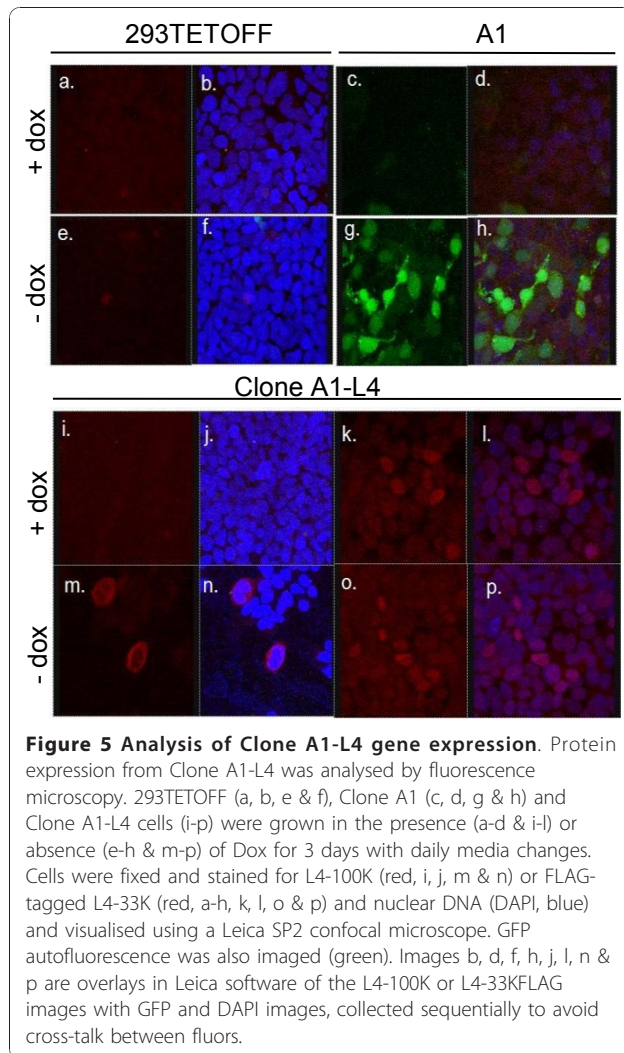 293TETOFF
A1
+ dox
a.
b.
c.
d.
- dox
e.
f.
g.
h.
Clone A1-L4
+ dox
i.
j.
k.
l.
- dox
m.
n.
o.
p.
Figure 5 Analysis of Clone A1-L4 gene expression. Protein
expression from Clone A1-L4 was analysed by fluorescence
microscopy. 293TETOFF (a, b, e & f), Clone A1 (c, d, g & h) and
Clone A1-L4 cells (i-p) were grown in the presence (a-d & i-l) or
absence (e-h & m-p) of Dox for 3 days with daily media changes.
Cells were fixed and stained for L4-100K (red, i, j, m & n) or FLAG-
tagged L4-33K (red, a-h, k, l, o & p) and nuclear DNA (DAPI, blue)
and visualised using a Leica SP2 confocal microscope. GFP
autofluorescence was also imaged (green). Images b, d, f, h, j, l, n &
p are overlays in Leica software of the L4-100K or L4-33KFLAG
images with GFP and DAPI images, collected sequentially to avoid
cross-talk between fluors.